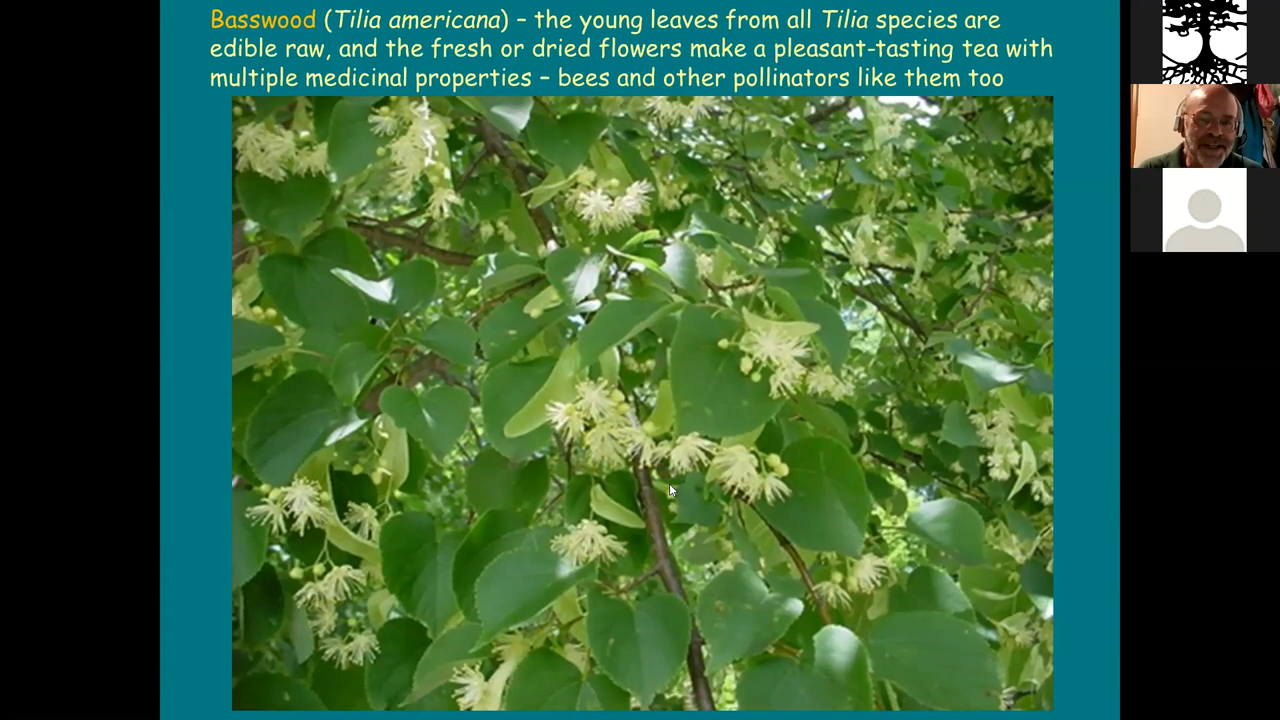 Basswood (Tilia americana) – the young leaves from all Tilia species are
edible raw, and the fresh or dried flowers make a pleasant-tasting tea with
multiple medicinal properties – bees and other pollinators like them too